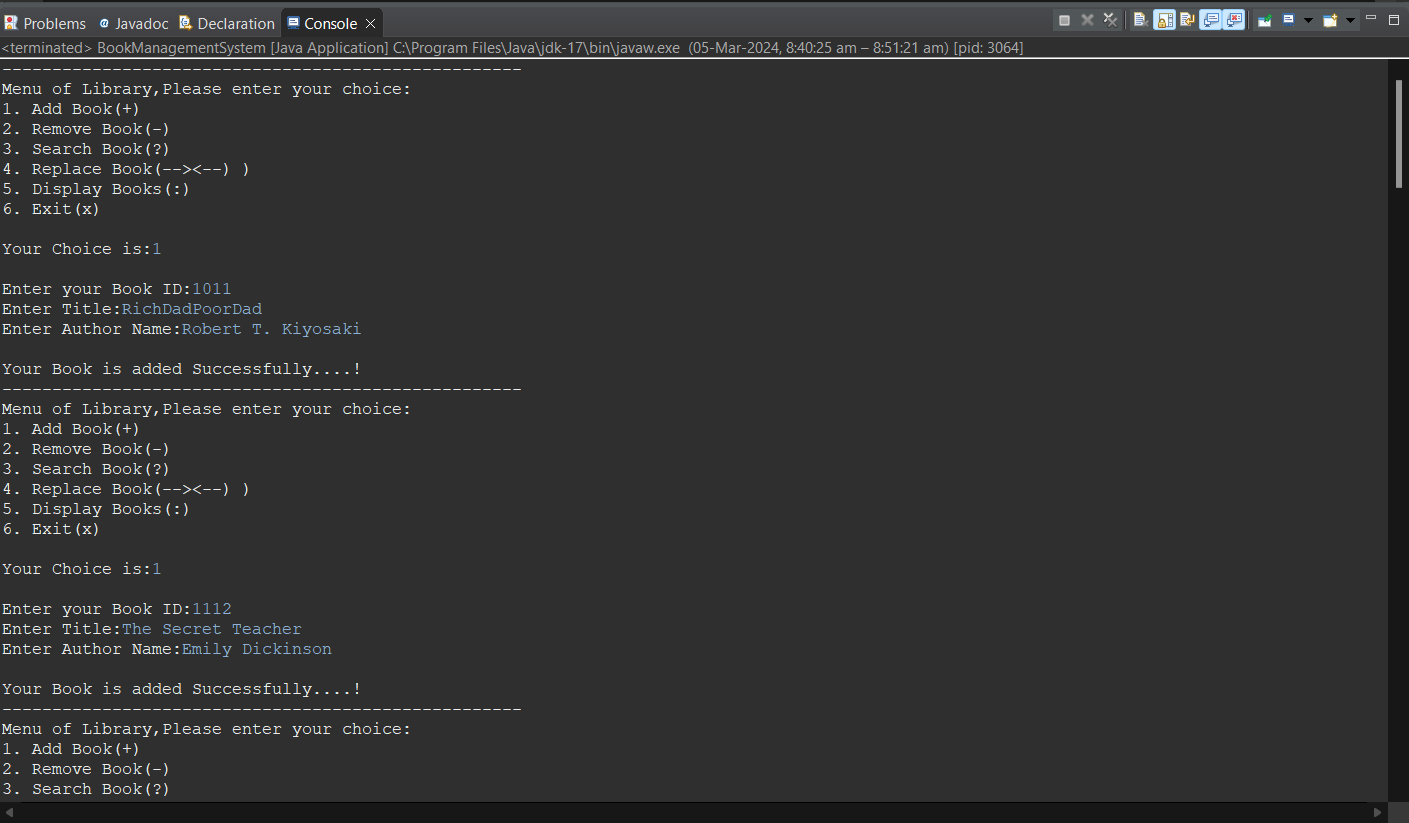 Problems @ Javadoc Declaration Console
<terminated> BookManagementSystem [Java Application] C:\Program Files\Java\jdk-17\bin\javaw.exe (05-Mar-2024, 8:40:25 am – 8:51:21 am) [pid: 3064]
----------------------------------------------------
Menu of Library,Please enter your choice:
1. Add Book(+)
2. Remove Book(-)
3. Search Book(?)
4. Replace Book(--><--) )
5. Display Books(:)
6. Exit(x)
Your Choice is:1
Enter your Book ID:1011
Enter Title:RichDadPoorDad
Enter Author Name:Robert T. Kiyosaki
Your Book is added Successfully....!
----------------------------------------------------
Menu of Library,Please enter your choice:
1. Add Book(+)
2. Remove Book(-)
3. Search Book(?)
4. Replace Book(--><--) )
5. Display Books(:)
6. Exit(x)
Your Choice is:1
Enter your Book ID:1112
Enter Title:The Secret Teacher
Enter Author Name:Emily Dickinson
Your Book is added Successfully....!
----------------------------------------------------
Menu of Library,Please enter your choice:
1. Add Book(+)
2. Remove Book(-)
3. Search Book(?)